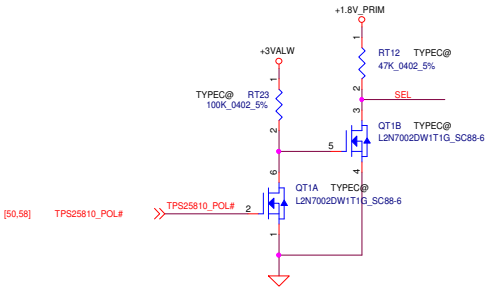 +1.8V_PRIM
1
RT12 TYPEC@
47K_0402_5%
2
+3VALW
1
TYPEC@ RT23
100K_0402_5%
2
SEL
3
QT1B TYPEC@
L2N7002DW1T1G_SC88-6
5
4
6
QT1A TYPEC@
L2N7002DW1T1G_SC88-6
[50,58] TPS25810_POL# TPS25810_POL# 2
1